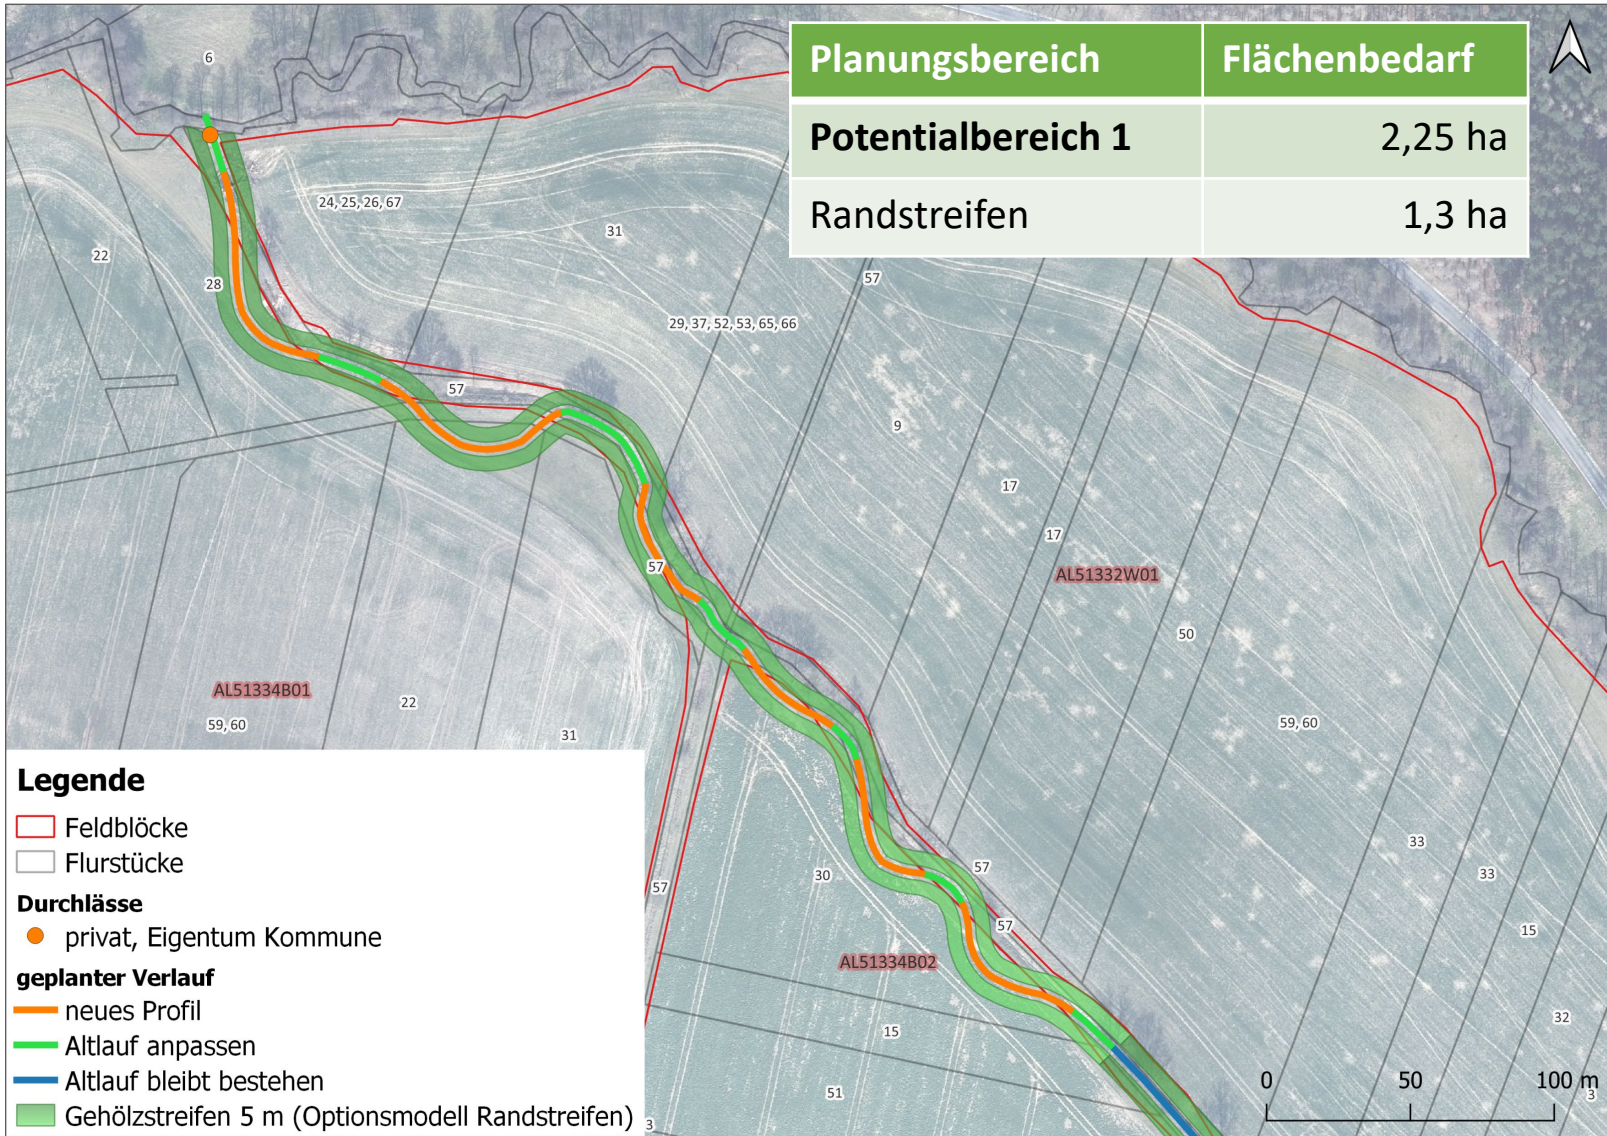 Planungsbereich Flächenbedarf
Potentialbereich 1 2,25 ha
Randstreifen 1,3 ha
6
24, 25, 26, 67
31
22
28
57
29, 37, 52, 53, 65, 66
57
9
17
17
57
AL51332W01
50
AL51334B01
22
59, 60
59, 60
31
33
57
33
30
57
57
15
AL51334B02
32
15
51
3
3
Legende
Feldblöcke
Flurstücke
Durchlässe
privat, Eigentum Kommune
geplanter Verlauf
neues Profil
Altlauf anpassen
Altlauf bleibt bestehen
Gehölzstreifen 5 m (Optionsmodell Randstreifen)
0 50 100 m